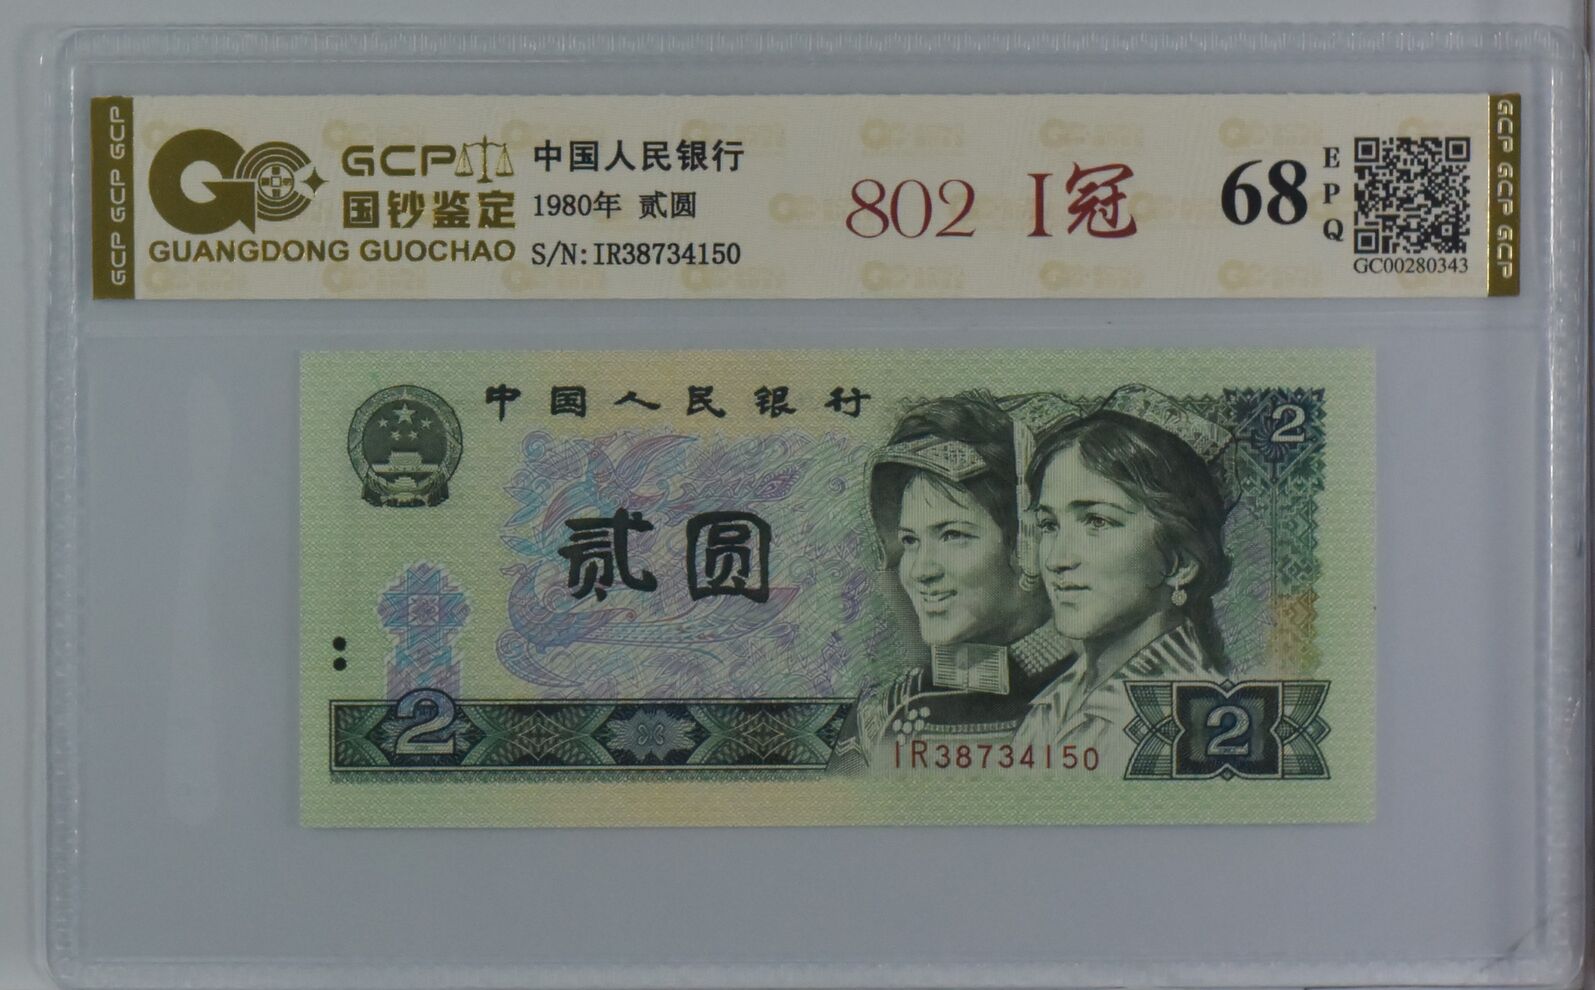 GCP GCP GCP
GCP
国钞鉴定
GUANGDONG GUOCHAO
中国人民银行
1980年 贰圆
S/N:IR38734150
802 I冠
68
EPQ
GC00280343
GCP GCP GCP
中国人民银行
2
贰圆
2
IR38734150
2